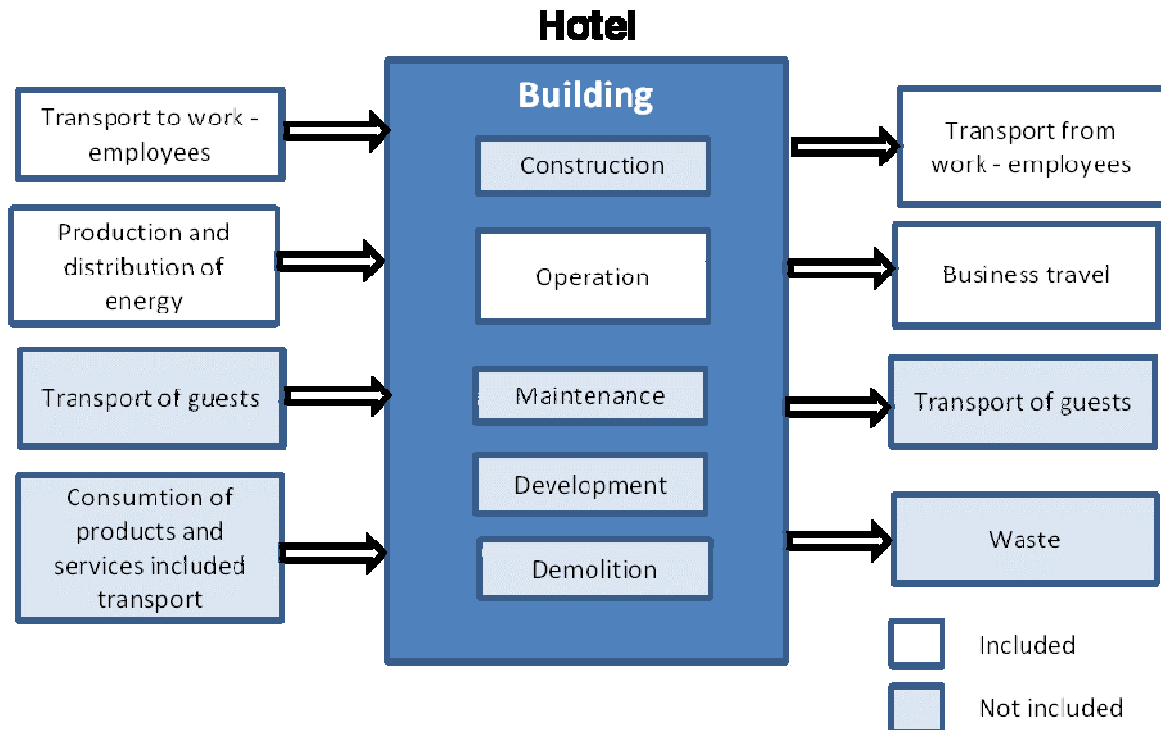 Hotel
Building
Transport to work -
employees
Production and
distribution of
energy
Transport of guests
Consumtion of
products and
services included
transport
Construction
Operation
Maintenance
Development
Demolition
Transport from
work - employees
Business travel
Transport of guests
Waste
Included
Not included